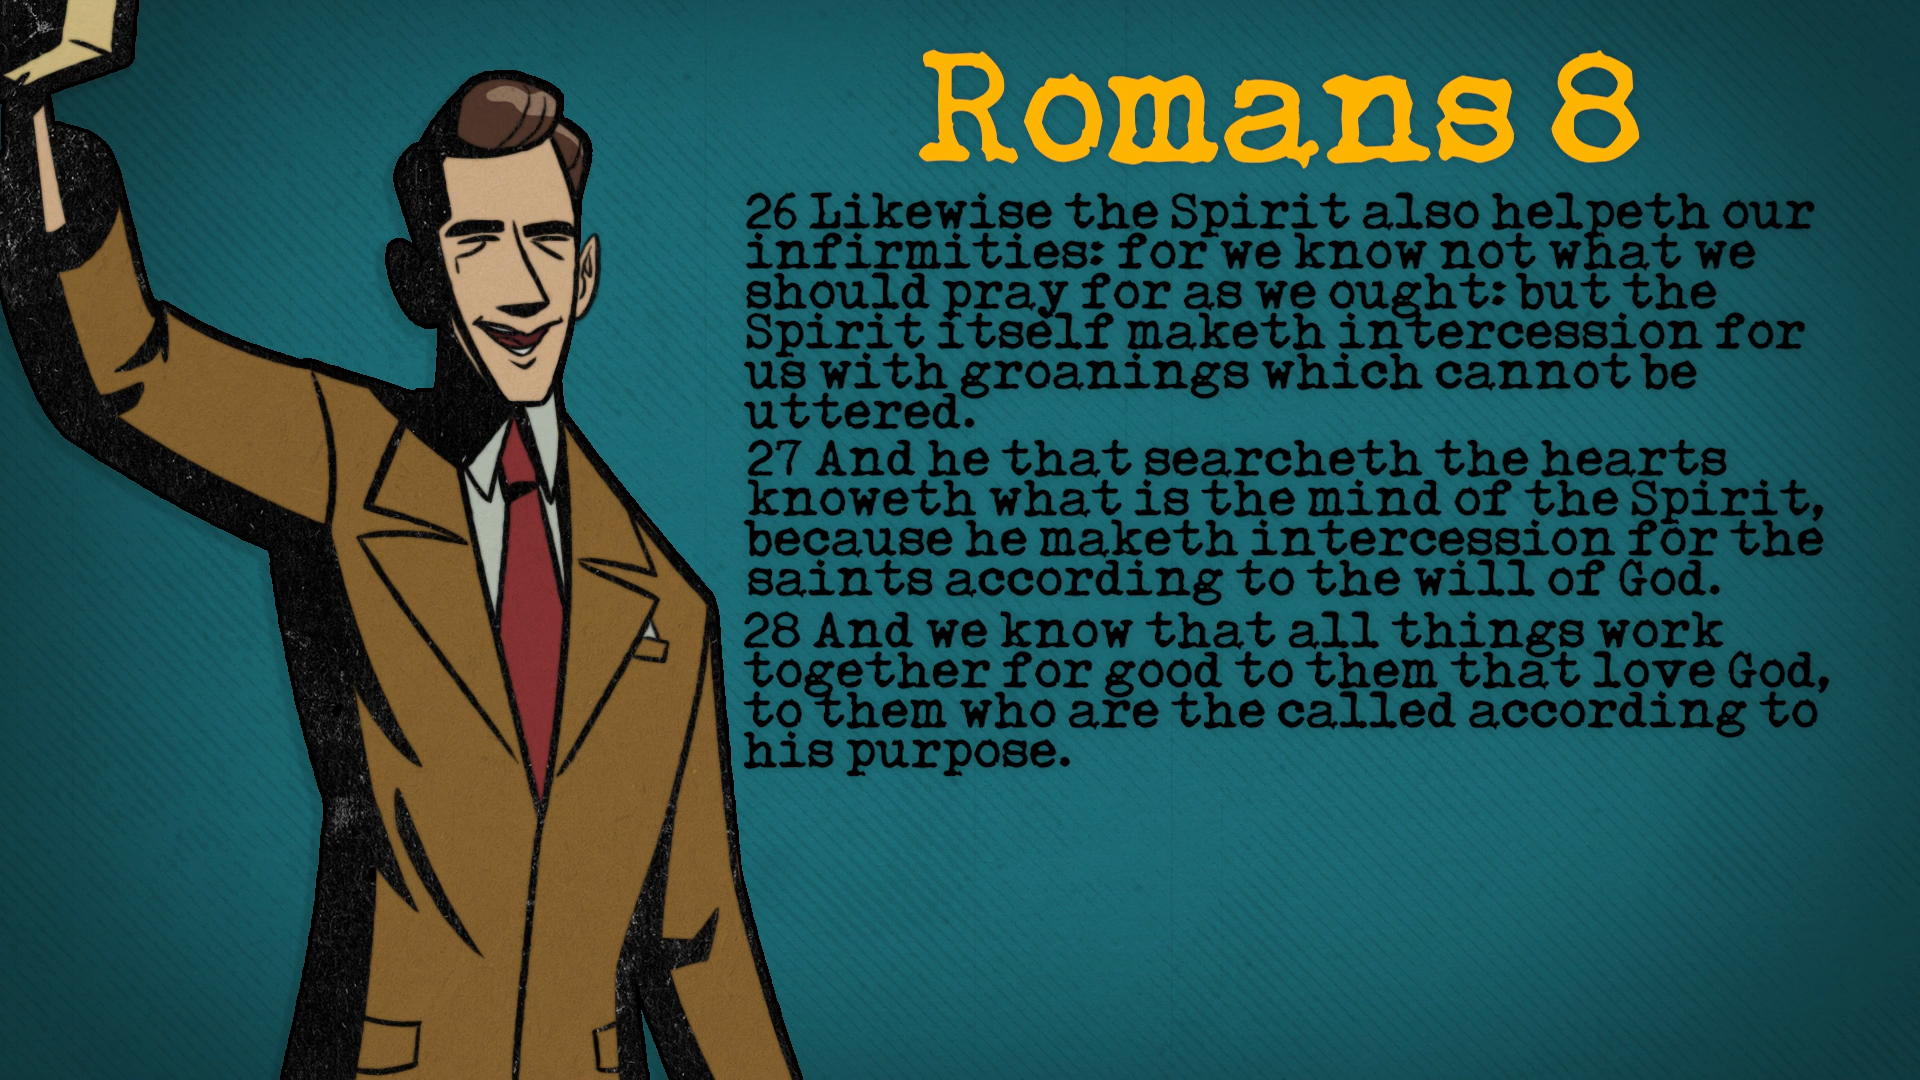 Romans 8
26 Likewise the Spirit also helpeth our
infirmities: for we know not what we
should pray for as we ought: but the
Spirit itself maketh intercession for
us with groanings which cannot be
uttered.
27 And he that searcheth the hearts
knoweth what is the mind of the Spirit,
because he maketh intercession for the
saints according to the will of God.
28 And we know that all things work
together for good to them that love God,
to them who are the called according to
his purpose.